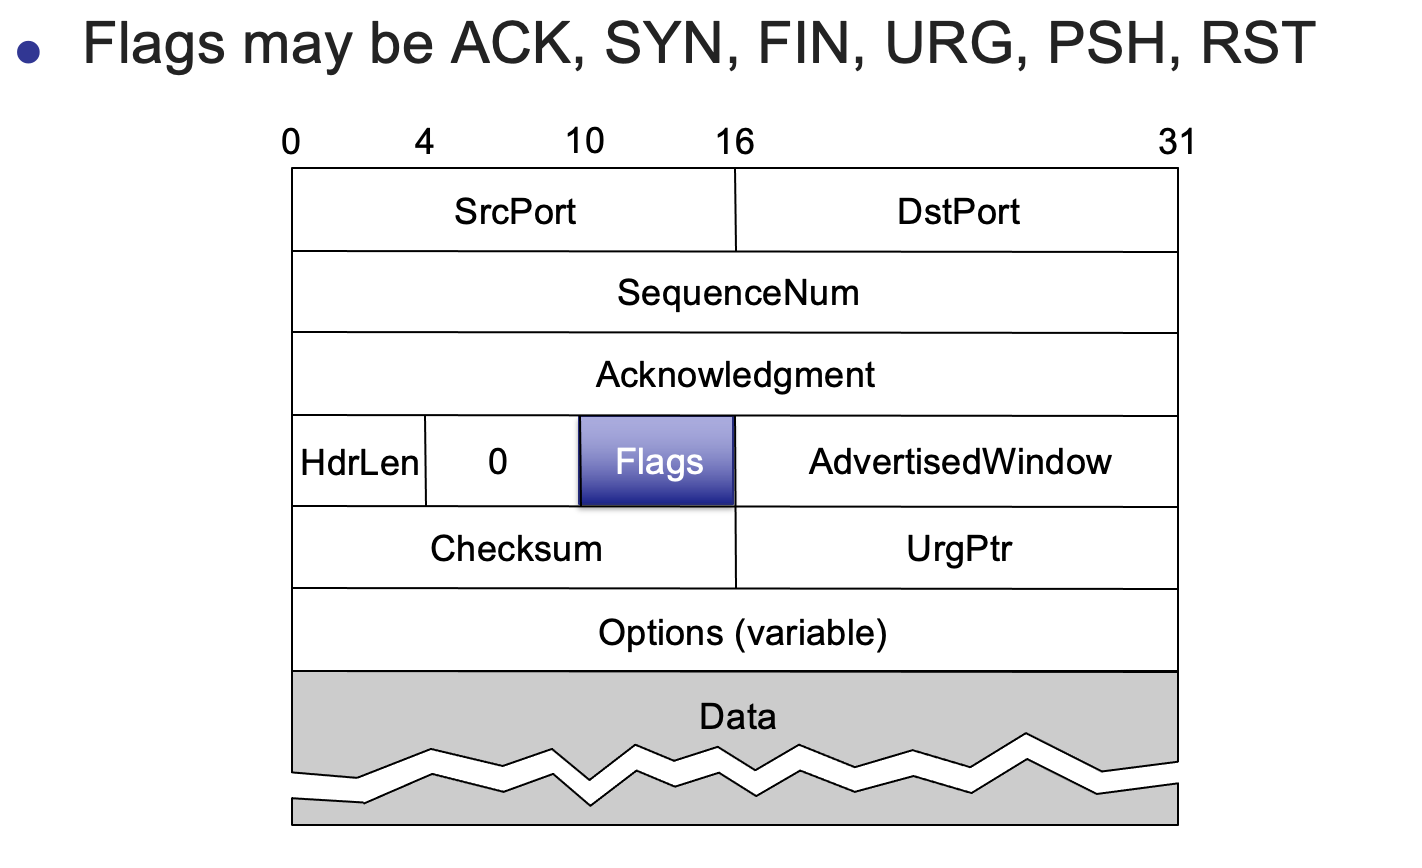 Flags may be ACK, SYN, FIN, URG, PSH, RST
0 4 10 16 31
SrcPort DstPort
SequenceNum
Acknowledgment
HdrLen 0 Flags AdvertisedWindow
Checksum UrgPtr
Options (variable)
Data